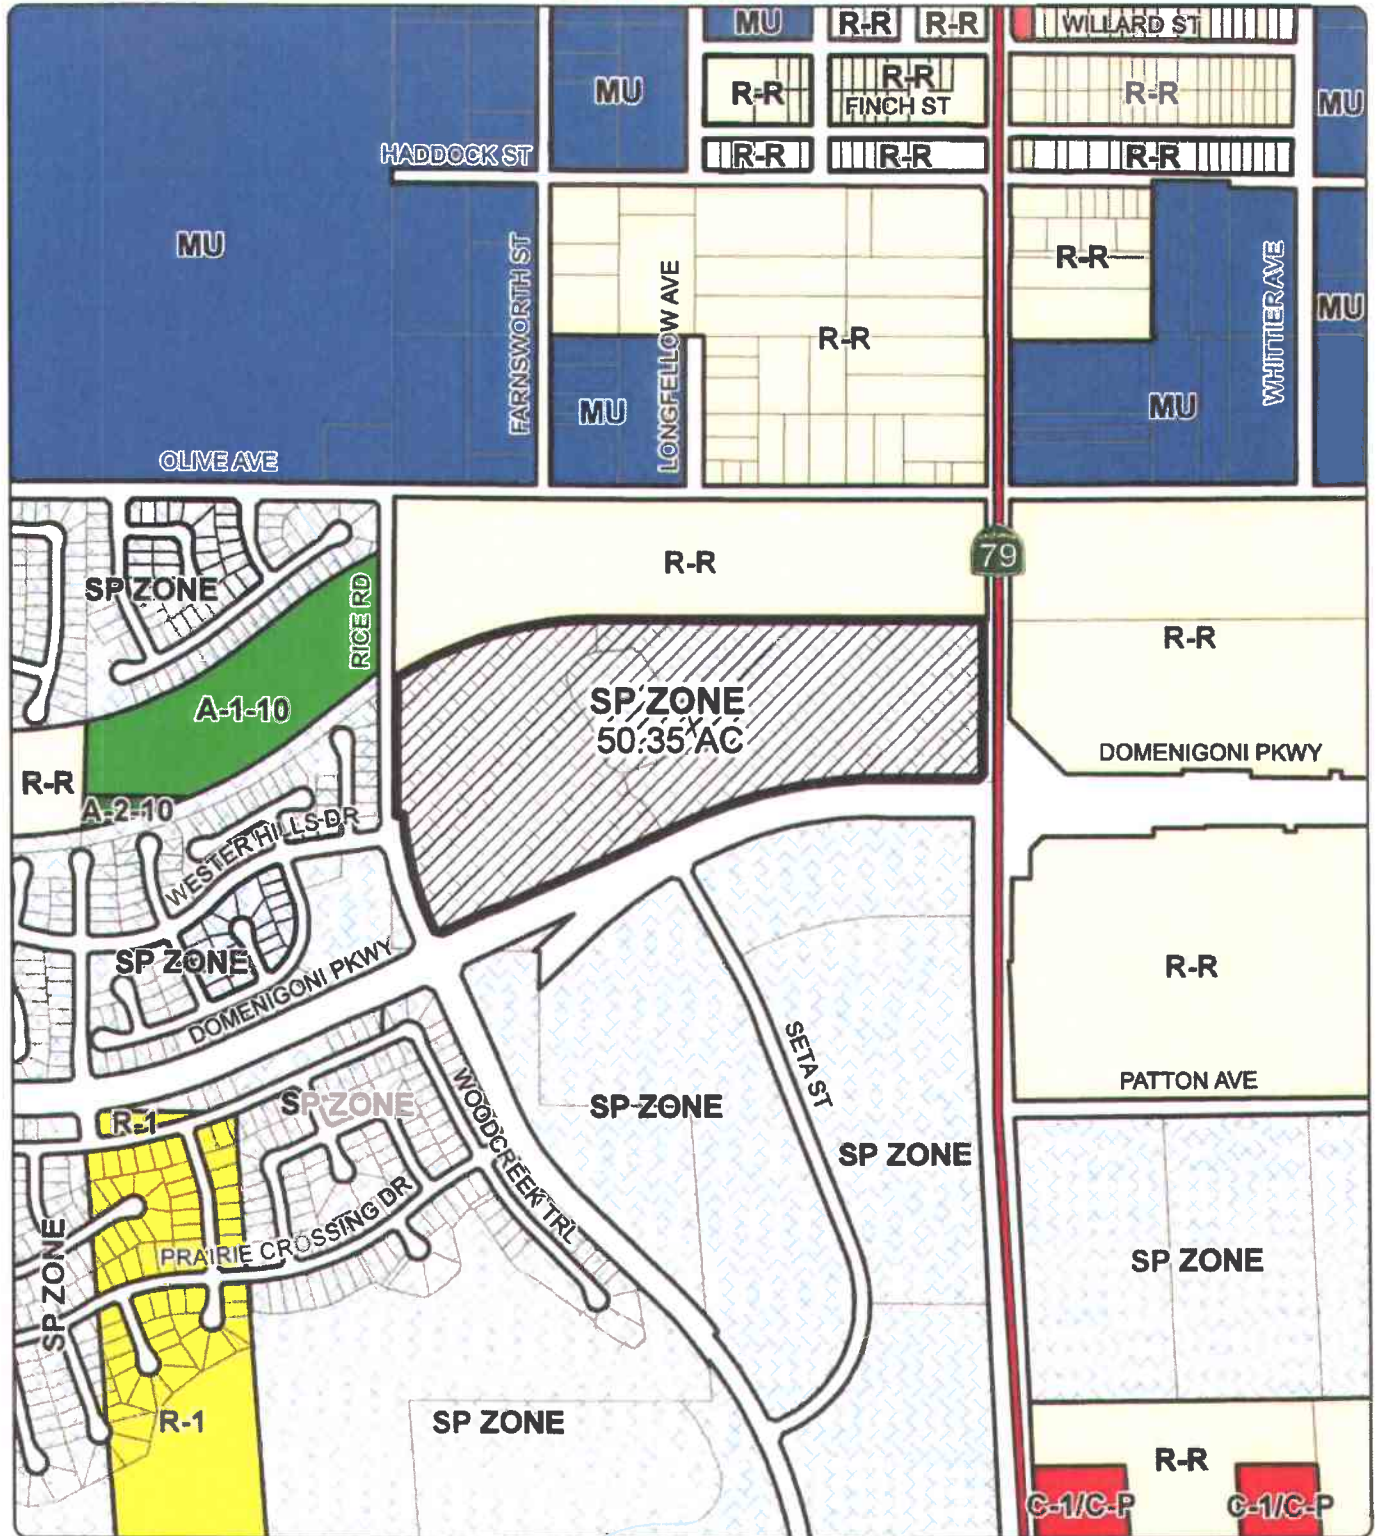 MU
R-R
R-R
WILLARD ST
MU
R-R
R-R
FINCH ST
R-R
MU
HADDOCK ST
R-R
R-R
R-R
MU
FARNSWORTH ST
LONGFELLOW AVE
R-R
R-R
WHITTIER AVE
MU
MU
MU
OLIVE AVE
SP ZONE
RICE RD
R-R
79
R-R
A-1-10
SP ZONE
50.35 AC
DOMENIGONI PKWY
R-R
A-2-10
WESTER HILLS DR
SP ZONE
DOMENIGONI PKWY
R-R
SETA ST
PATTON AVE
R-1
SP ZONE
WOODCREEK TRL
SP ZONE
SP ZONE
SP ZONE
PRAIRIE CROSSING DR
SP ZONE
R-1
SP ZONE
R-R
C-1/C-P
C-1/C-P